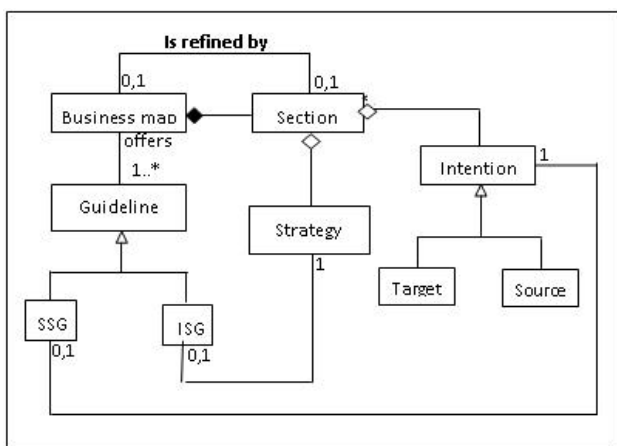 Is refined by
0,1
0,1
Business map
Section
*
offers
1..*
Intention
1
Guideline
Strategy
1
Target
Source
SSG
ISG
0,1
0,1